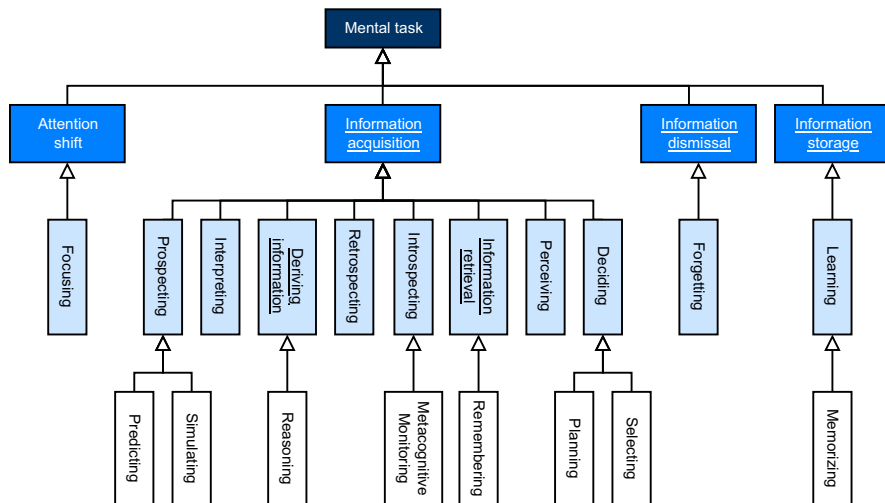 Mental task
Attention
shift
Information
acquisition
Information
dismissal
Information
storage
Focusing
Prospecting
Interpreting
Deriving
information
Retrospecting
Introspecting
Information
retrieval
Perceiving
Deciding
Forgetting
Learning
Predicting
Simulating
Reasoning
Metacognitive
Monitoring
Remembering
Planning
Selecting
Memorizing